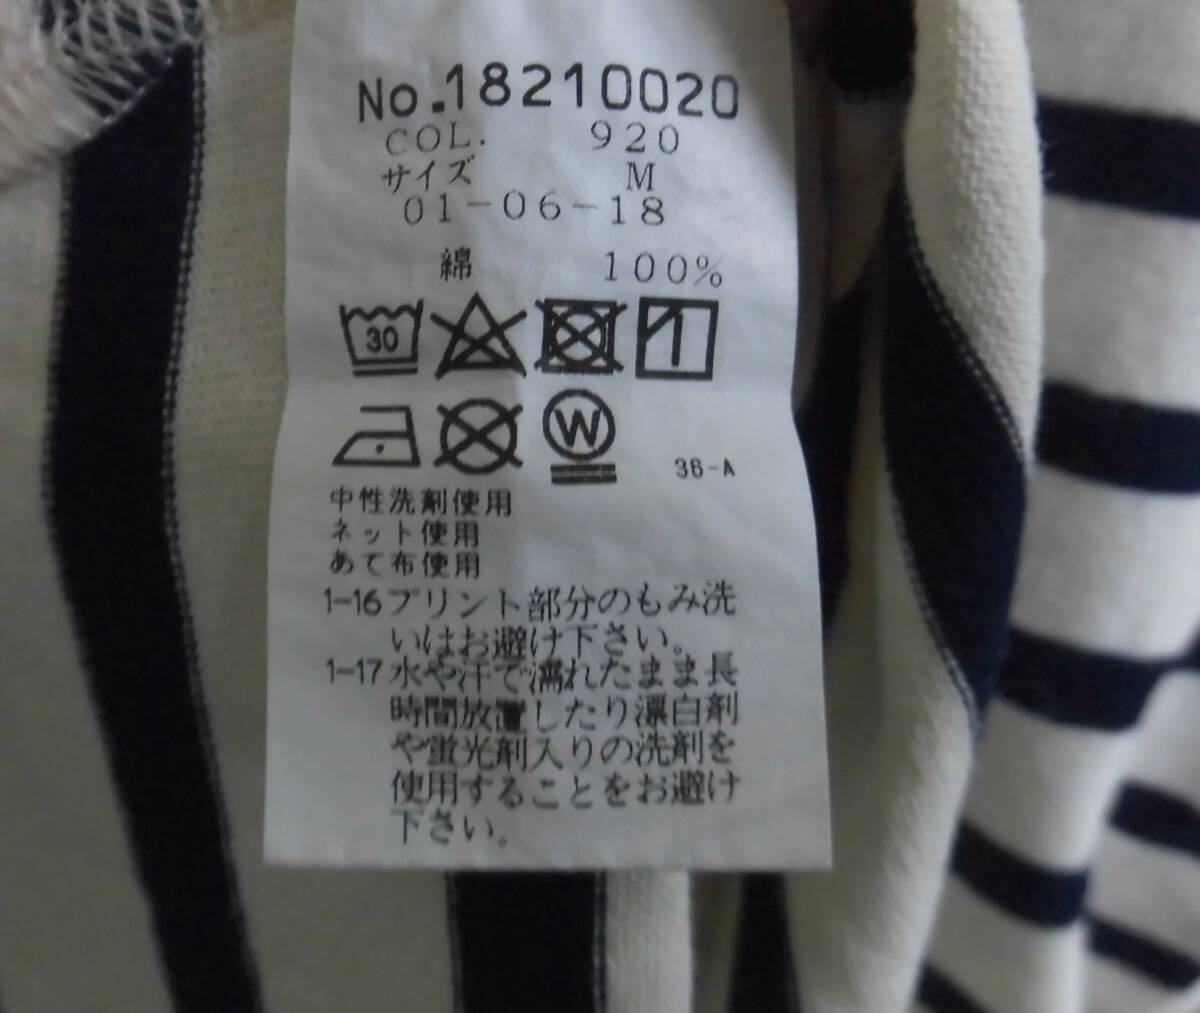 No.18210020
COL. 920
サイズ M
01-06-18
綿 100%
30
W
36-A
中性洗剤使用
ネット使用
あて布使用
1-16 プリント部分のもみ洗
いはお避け下さい。
1-17 水や汗で濡れたまま長
時間放置したり漂白剤
や蛍光剤入りの洗剤を
使用することをお避け
下さい。